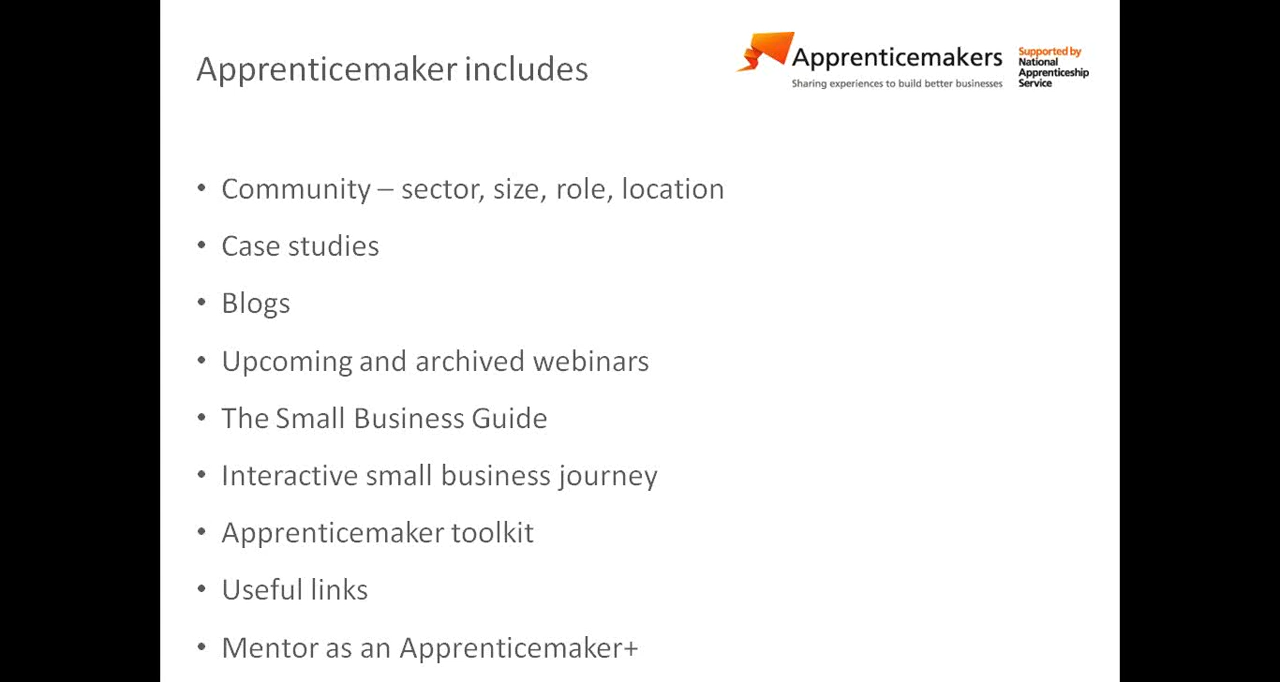 Apprenticemaker includes
Apprenticemakers
Sharing experiences to build better businesses
Supported by
National
Apprenticeship
Service
• Community – sector, size, role, location
• Case studies
• Blogs
• Upcoming and archived webinars
• The Small Business Guide
• Interactive small business journey
• Apprenticemaker toolkit
• Useful links
• Mentor as an Apprenticemaker+